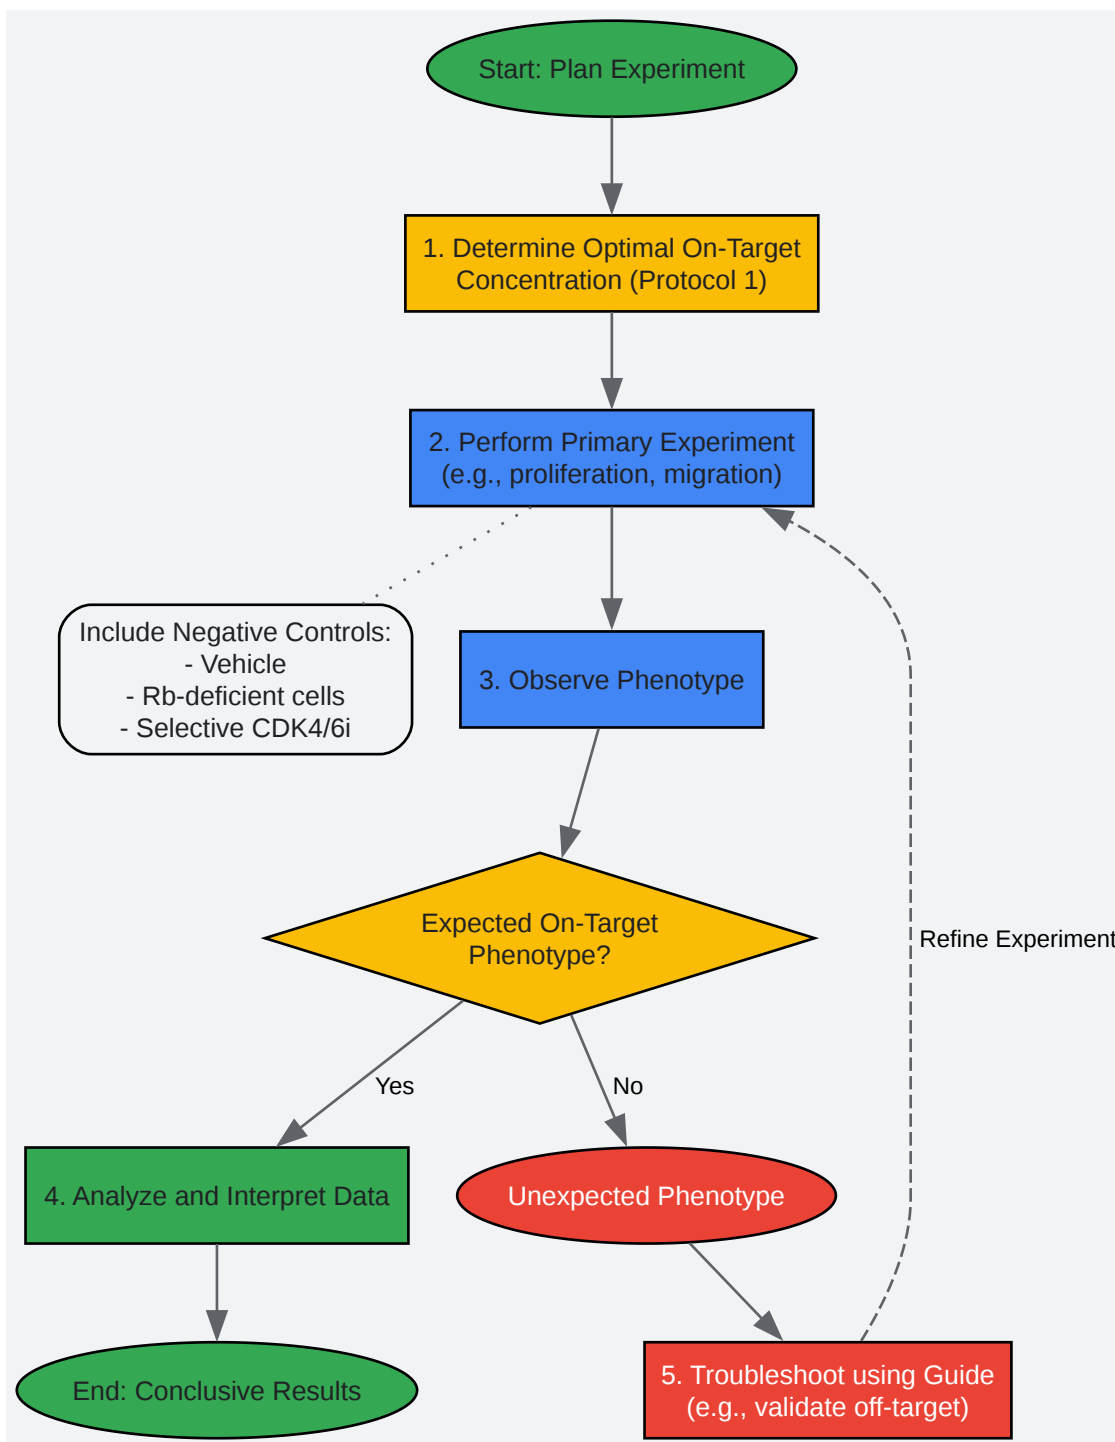 Start: Plan Experiment
1. Determine Optimal On-Target
Concentration (Protocol 1)
2. Perform Primary Experiment
(e.g., proliferation, migration)
Include Negative Controls:
- Vehicle
- Rb-deficient cells
- Selective CDK4/6i
3. Observe Phenotype
Expected On-Target
Phenotype?
Refine Experiment
Yes
No
4. Analyze and Interpret Data
Unexpected Phenotype
End: Conclusive Results
5. Troubleshoot using Guide
(e.g., validate off-target)